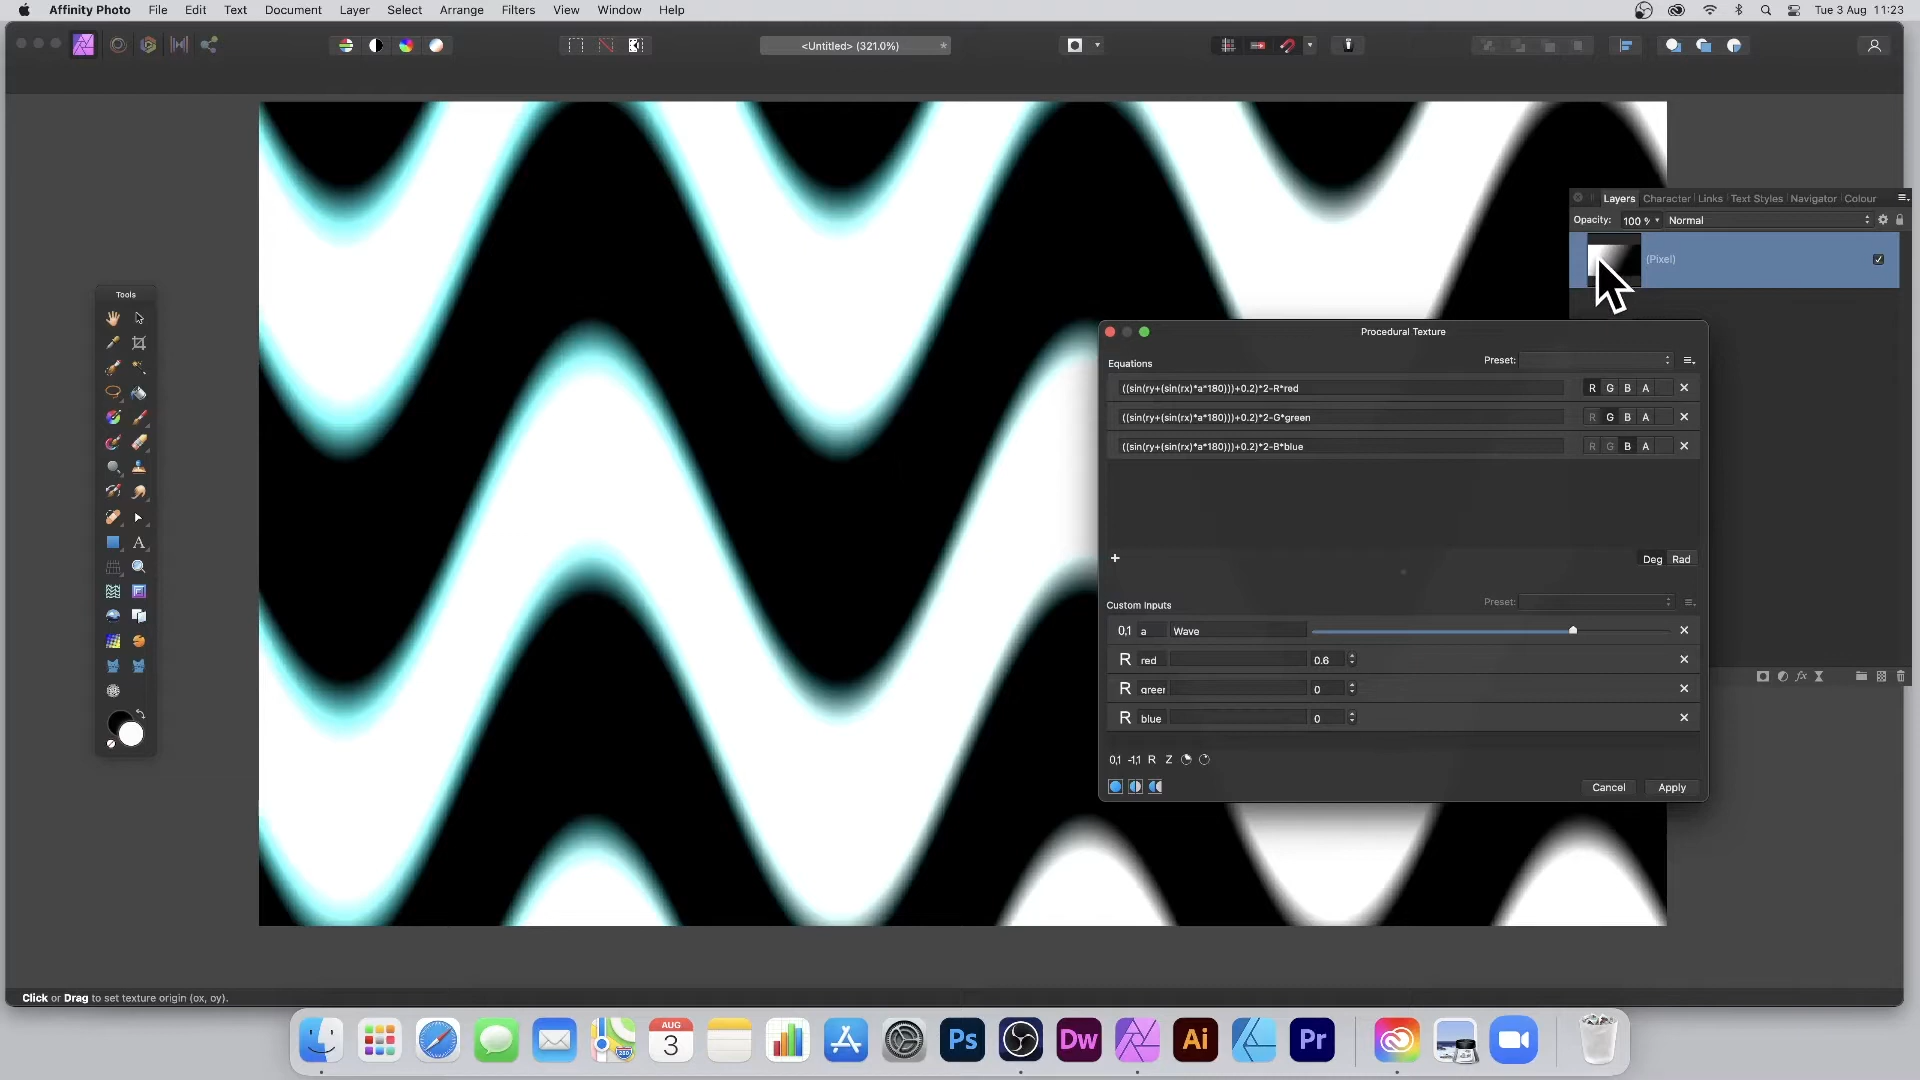 Affinity Photo File Edit Text Document Layer Select Arrange Filters View Window Help Tue 3 Aug 11:23
<Untitled> (321.0%) *
Layers Character Links Text Styles Navigator Colour
Opacity: 100 % Normal
(Pixel)
Tools
Procedural Texture
Equations Preset:
((sin(ry+(sin(rx)*a*180)))+0.2)*2-R*red R G B A
((sin(ry+(sin(rx)*a*180)))+0.2)*2-G*green R G B A
((sin(ry+(sin(rx)*a*180)))+0.2)*2-B*blue R G B A
Deg Rad
Custom Inputs Preset:
0,1 a Wave
R red 0.6
R greer 0
R blue 0
0,1 -1,1 R Z
Cancel Apply
fx
A
Click or Drag to set texture origin (ox, oy).
AUG
3
280
Ps Dw Ai Pr